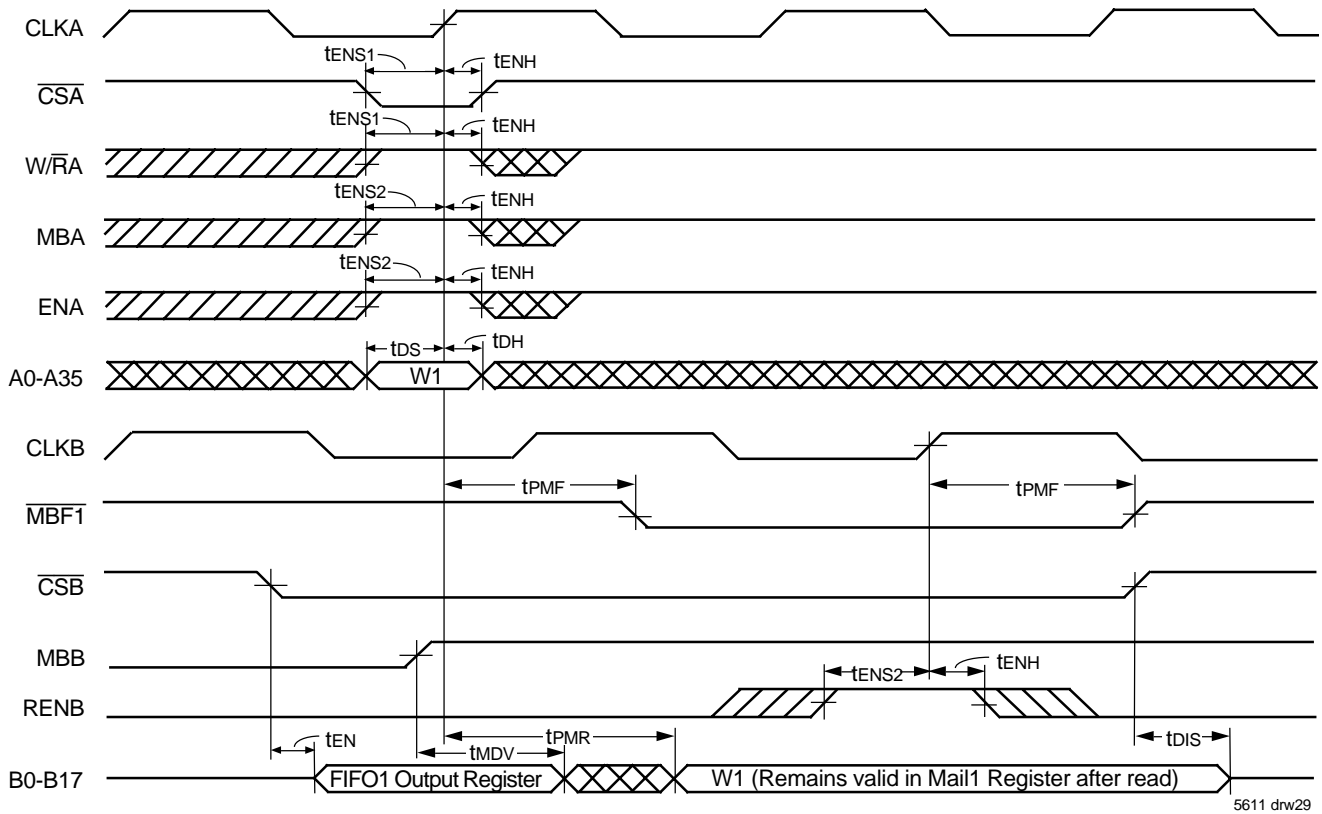 CLKA
tENS1
tENH
CSA
tENS1
tENH
W/RA
tENS2
tENH
MBA
tENS2
tENH
ENA
tDS
tDH
A0-A35
W1
CLKB
tPMF
tPMF
MBF1
CSB
MBB
tENS2
tENH
RENB
tEN
tMDV
tPMR
tDIS
B0-B17
FIFO1 Output Register
W1 (Remains valid in Mail1 Register after read)
5611 drw29